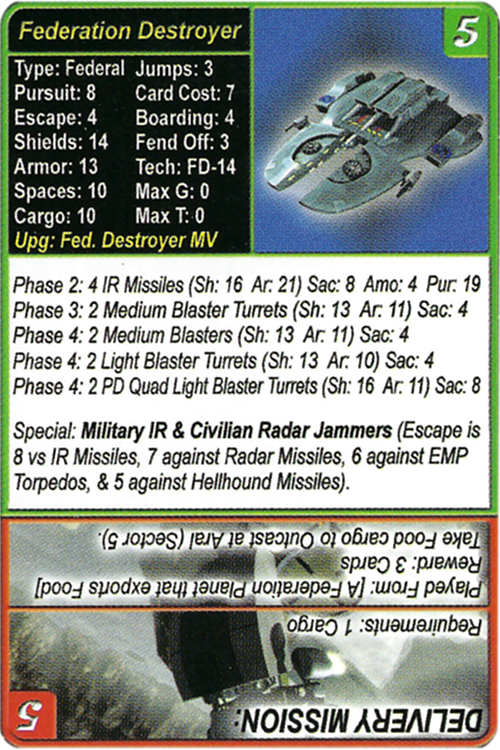 Federation Destroyer
5
Type: Federal Jumps: 3
Pursuit: 8 Card Cost: 7
Escape: 4 Boarding: 4
Shields: 14 Fend Off: 3
Armor: 13 Tech: FD-14
Spaces: 10 Max G: 0
Cargo: 10 Max T: 0
Upg: Fed. Destroyer MV
Phase 2: 4 IR Missiles (Sh: 16 Ar: 21) Sac: 8 Amo: 4 Pur: 19
Phase 3: 2 Medium Blaster Turrets (Sh: 13 Ar: 11) Sac: 4
Phase 4: 2 Medium Blasters (Sh: 13 Ar: 11) Sac: 4
Phase 4: 2 Light Blaster Turrets (Sh: 13 Ar: 10) Sac: 4
Phase 4: 2 PD Quad Light Blaster Turrets (Sh: 16 Ar: 11) Sac: 8
Special: Military IR & Civilian Radar Jammers (Escape is
8 vs IR Missiles, 7 against Radar Missiles, 6 against EMP
Torpedos, & 5 against Hellhound Missiles).
DELIVERY MISSION:
5
Requirements: 1 Cargo
Played From: [A Federation Planet that exports Food]
Reward: 3 Cards
Take Food cargo to Outcast at Aral (Sector 5).